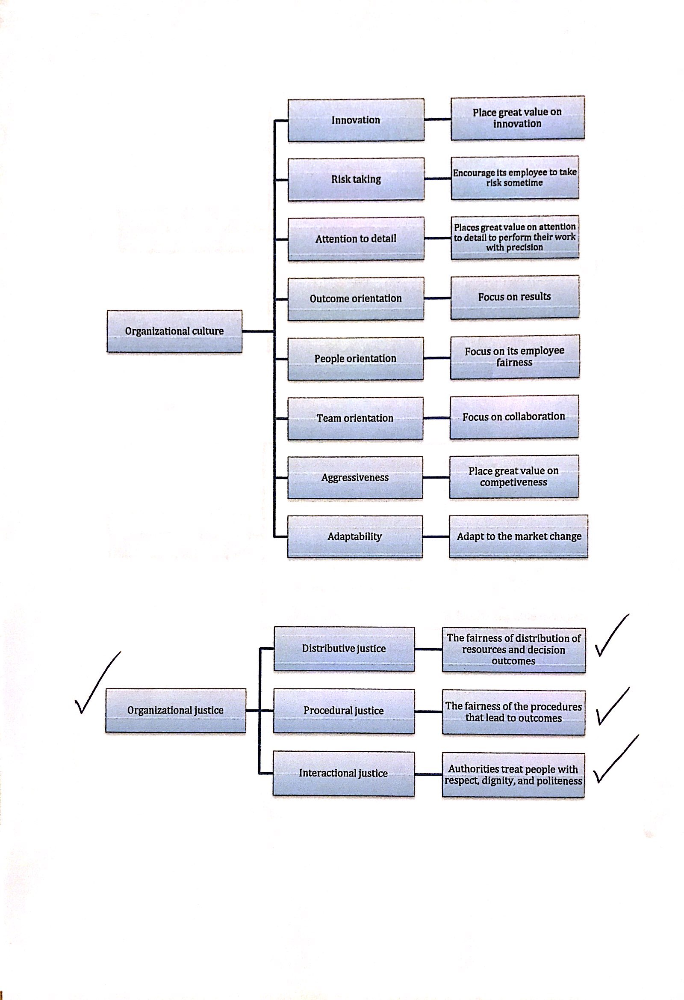 Innovation
Place great value on
innovation
Risk taking
Encourage its employee to take
risk sometime
Attention to detail
Places great value on attention
to detail to perform their work
with precision
Outcome orientation
Focus on results
Organizational culture
People orientation
Focus on its employee
fairness
Team orientation
Focus on collaboration
Aggressiveness
Place great value on
competiveness
Adaptability
Adapt to the market change
Distributive justice
The fairness of distribution of
resources and decision
outcomes
Organizational justice
Procedural justice
The fairness of the procedures
that lead to outcomes
Interactional justice
Authorities treat people with
respect, dignity, and politeness